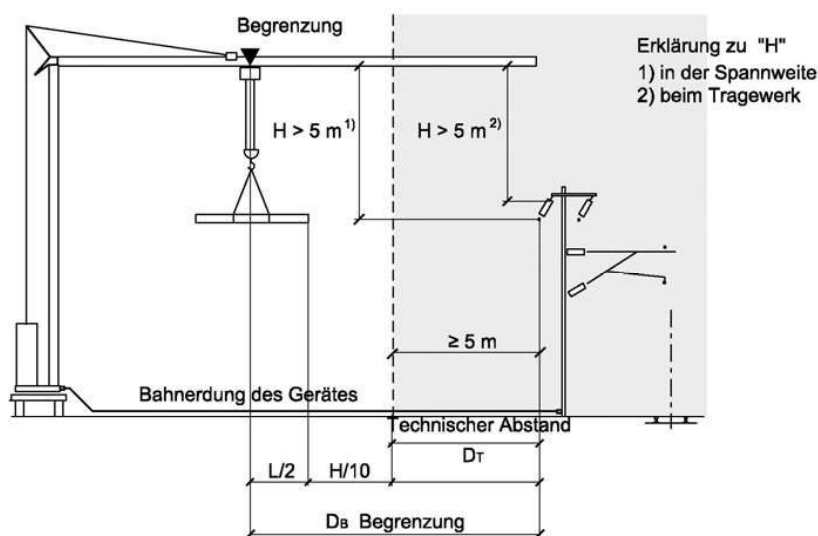 Begrenzung
Erklärung zu "H"
1) in der Spannweite
2) beim Tragewerk
H > 5 m 1)
H > 5 m 2)
≥ 5 m
Bahnerdung des Gerätes
Technischer Abstand
L/2
H/10
DT
DB Begrenzung